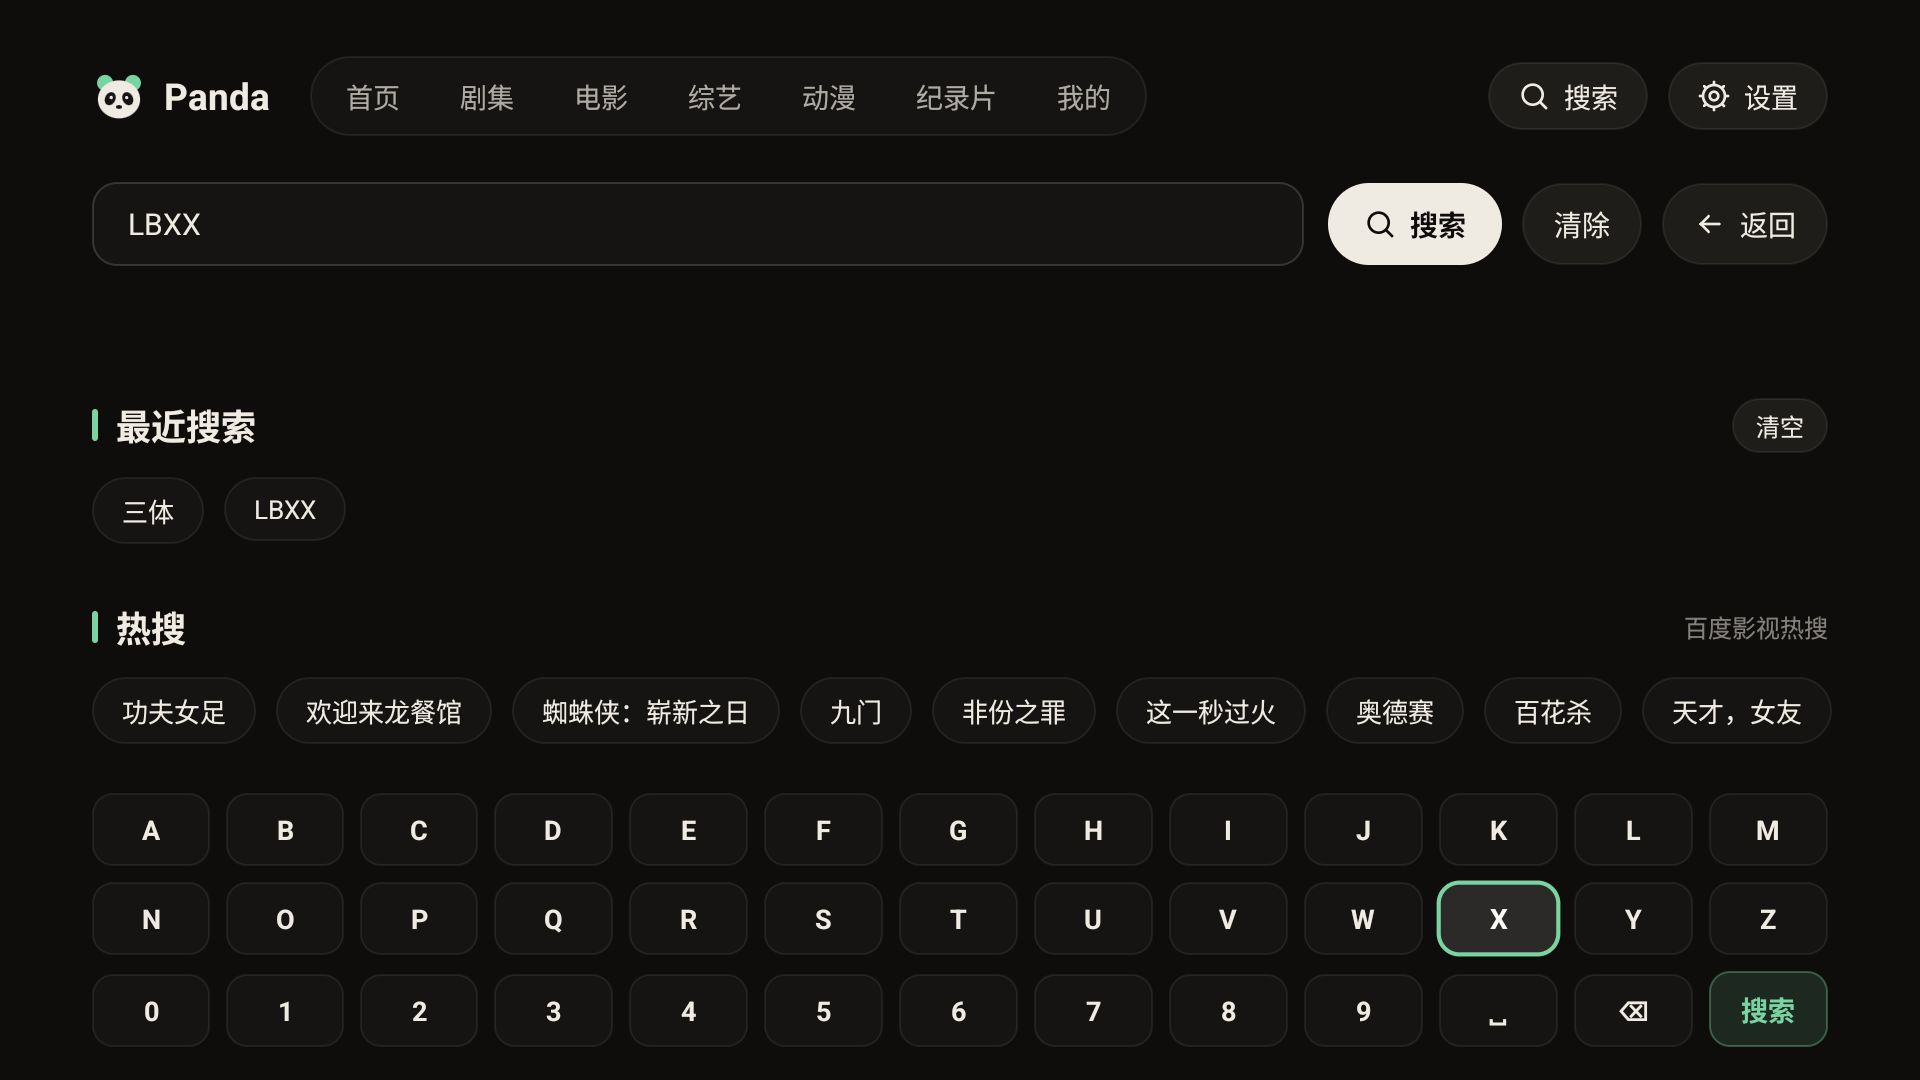 Panda 首页 剧集 电影 综艺 动漫 纪录片 我的 搜索 设置
LBXX 搜索 清除 返回
最近搜索 清空
三体 LBXX
热搜 百度影视热搜
功夫女足 欢迎来龙餐馆 蜘蛛侠：崭新之日 九门 非份之罪 这一秒过火 奥德赛 百花杀 天才，女友
A B C D E F G H I J K L M
N O P Q R S T U V W X Y Z
0 1 2 3 4 5 6 7 8 9 ␣ ⌫ 搜索